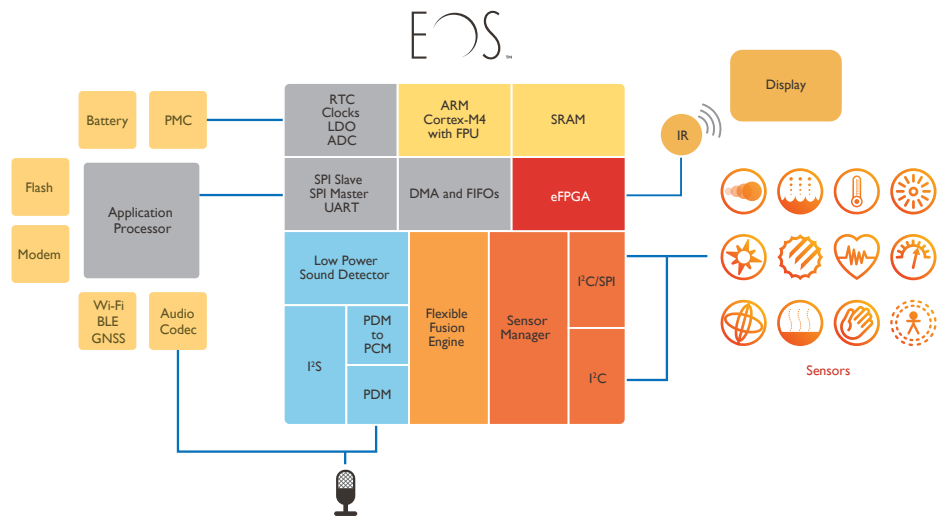 EOS™
Battery
PMC
RTC
Clocks
LDO
ADC
ARM
Cortex-M4
with FPU
SRAM
Display
IR
Flash
Application
Processor
Modem
SPI Slave
SPI Master
UART
DMA and FIFOs
eFPGA
Wi-Fi
BLE
GNSS
Audio
Codec
Low Power
Sound Detector
I²S
PDM
to
PCM
PDM
Flexible
Fusion
Engine
Sensor
Manager
I²C/SPI
I²C
Sensors